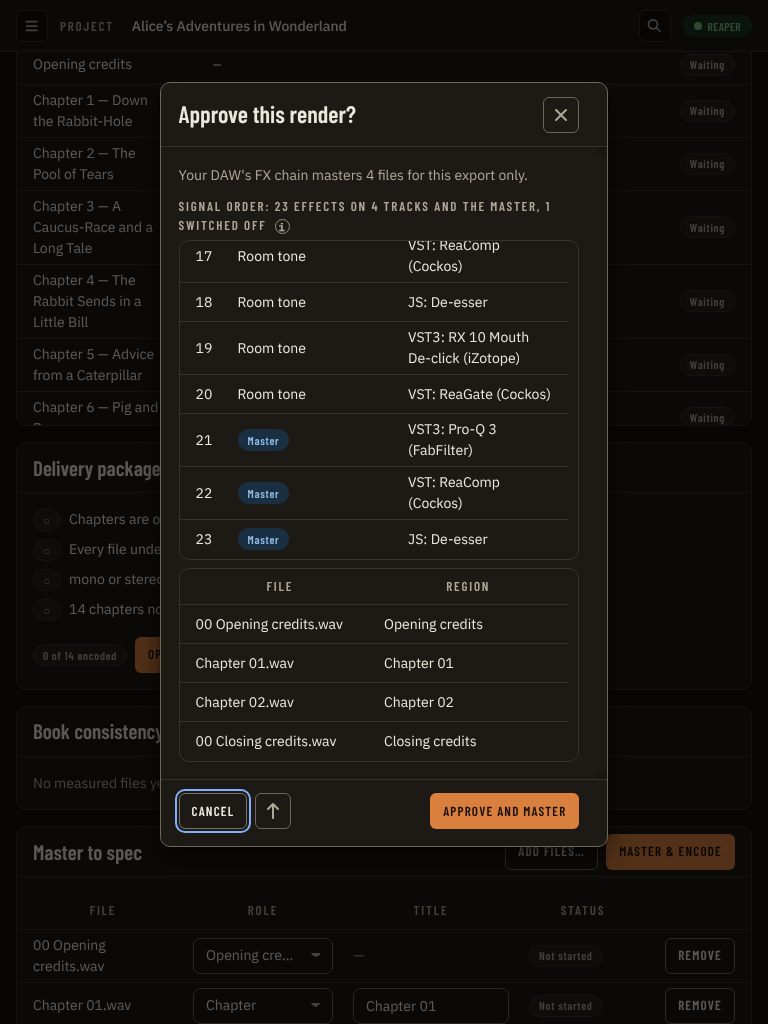 PROJECT Alice's Adventures in Wonderland REAPER
Opening credits — Waiting
Chapter 1 — Down
the Rabbit-Hole
Waiting
Chapter 2 — The
Pool of Tears
Waiting
Chapter 3 — A
Caucus-Race and a
Long Tale
Waiting
Chapter 4 — The
Rabbit Sends in a
Little Bill
Waiting
Chapter 5 — Advice
from a Caterpillar
Waiting
Chapter 6 — Pig and
Waiting
Approve this render?
Your DAW's FX chain masters 4 files for this export only.
SIGNAL ORDER: 23 EFFECTS ON 4 TRACKS AND THE MASTER, 1
SWITCHED OFF
17 Room tone VST: ReaComp
(Cockos)
18 Room tone JS: De-esser
19 Room tone VST3: RX 10 Mouth
De-click (iZotope)
20 Room tone VST: ReaGate (Cockos)
21 Master VST3: Pro-Q 3
(FabFilter)
22 Master VST: ReaComp
(Cockos)
23 Master JS: De-esser
FILE REGION
00 Opening credits.wav Opening credits
Chapter 01.wav Chapter 01
Chapter 02.wav Chapter 02
00 Closing credits.wav Closing credits
CANCEL APPROVE AND MASTER
Delivery package
Chapters are
Every file
mono or stereo
14 chapters
0 of 14 encoded
Book consistency
No measured files
Master to spec ADD FILES... MASTER & ENCODE
FILE ROLE TITLE STATUS
00 Opening
credits.wav
Opening cre... — Not started REMOVE
Chapter 01.wav Chapter Chapter 01 Not started REMOVE